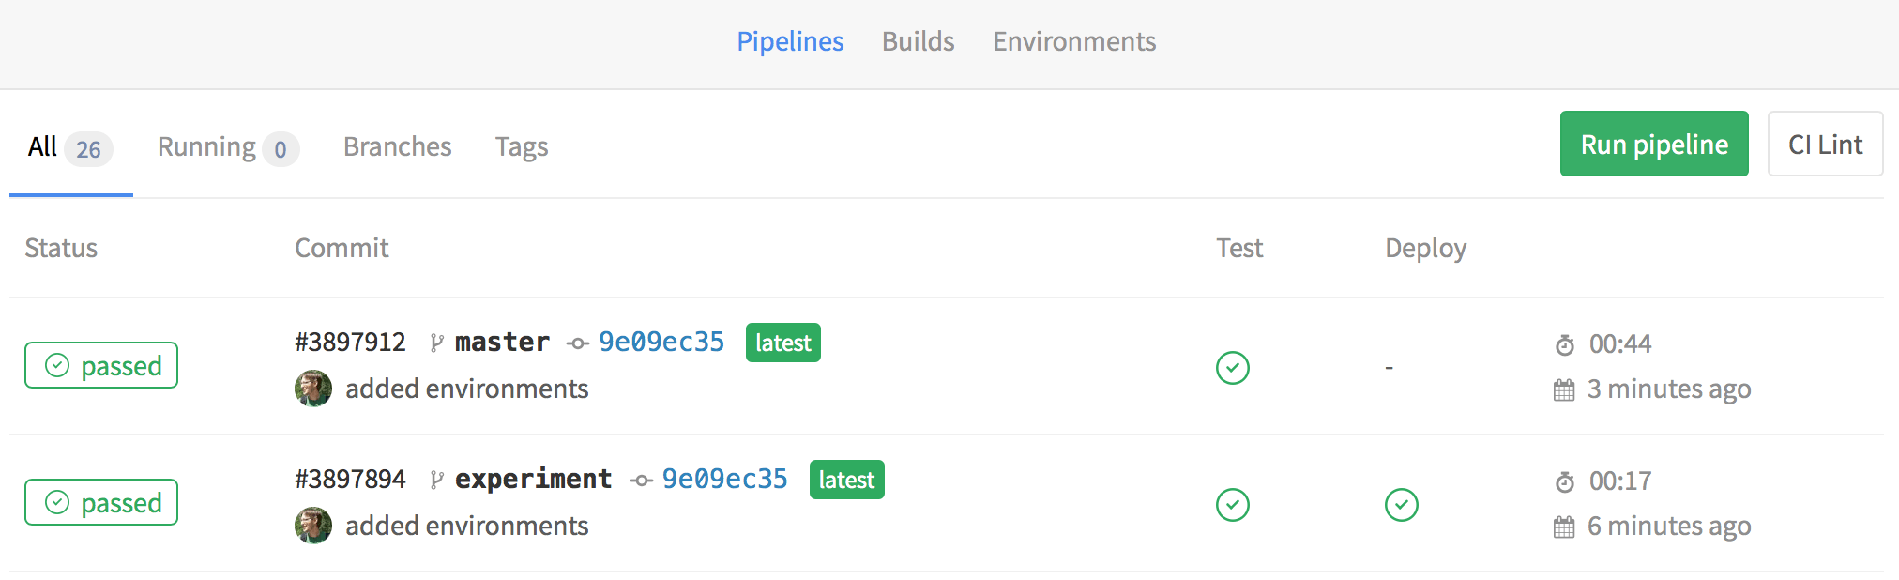 Pipelines Builds Environments
All 26 Running 0 Branches Tags Run pipeline CI Lint
Status Commit Test Deploy
#3897912 master 9e09ec35 latest 00:44
passed -
added environments 3 minutes ago
#3897894 experiment 9e09ec35 latest 00:17
passed
added environments 6 minutes ago